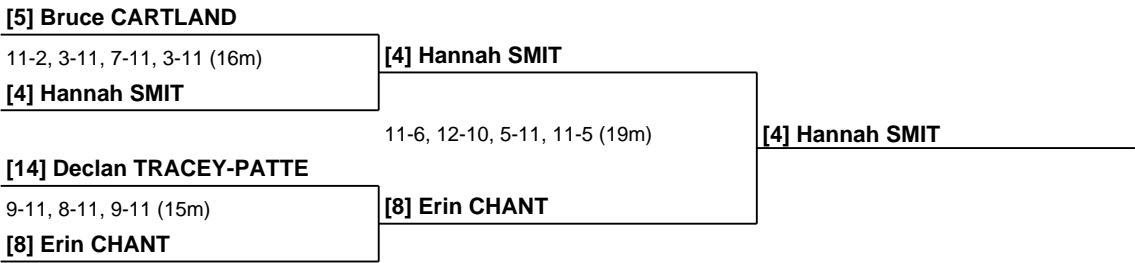 [5] Bruce CARTLAND
11-2, 3-11, 7-11, 3-11 (16m)
[4] Hannah SMIT
[4] Hannah SMIT
11-6, 12-10, 5-11, 11-5 (19m)
[4] Hannah SMIT
[14] Declan TRACEY-PATTE
9-11, 8-11, 9-11 (15m)
[8] Erin CHANT
[8] Erin CHANT